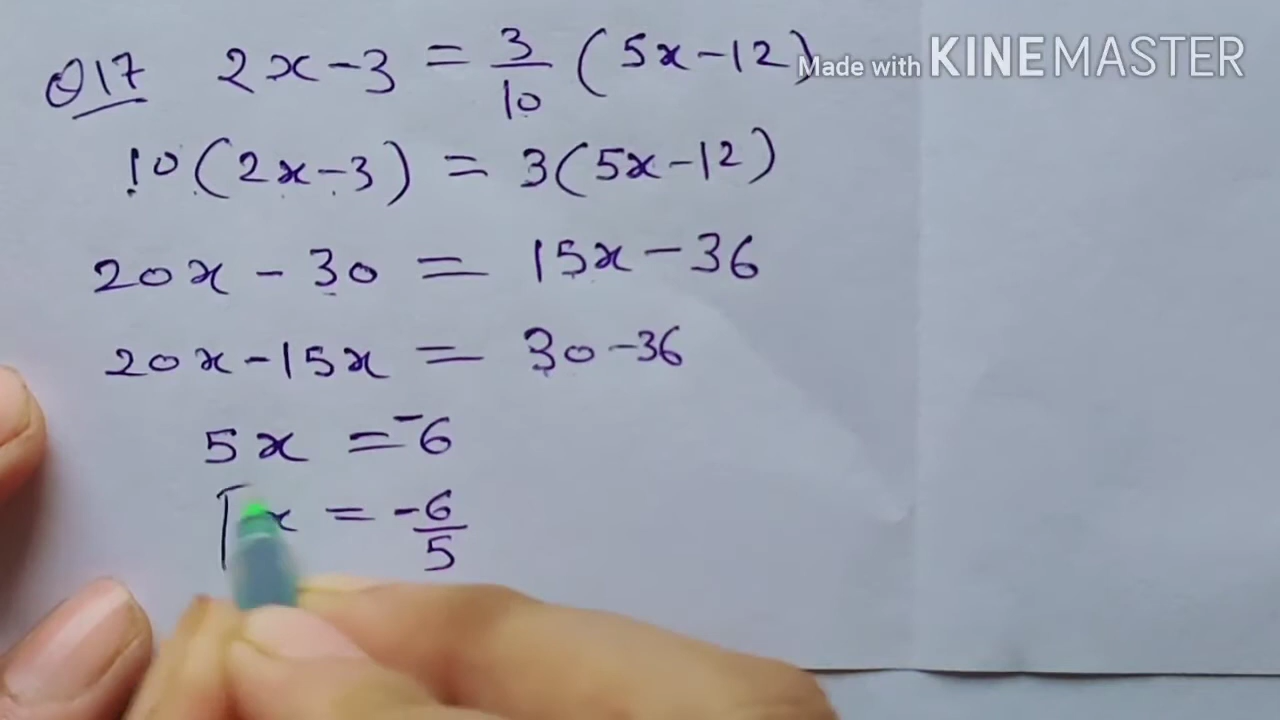 Q17 2x-3 = 3/10 (5x-12)
Made with KINEMASTER
10(2x-3) = 3(5x-12)
20x - 30 = 15x - 36
20x - 15x = 30 - 36
5x = -6
x = -6/5